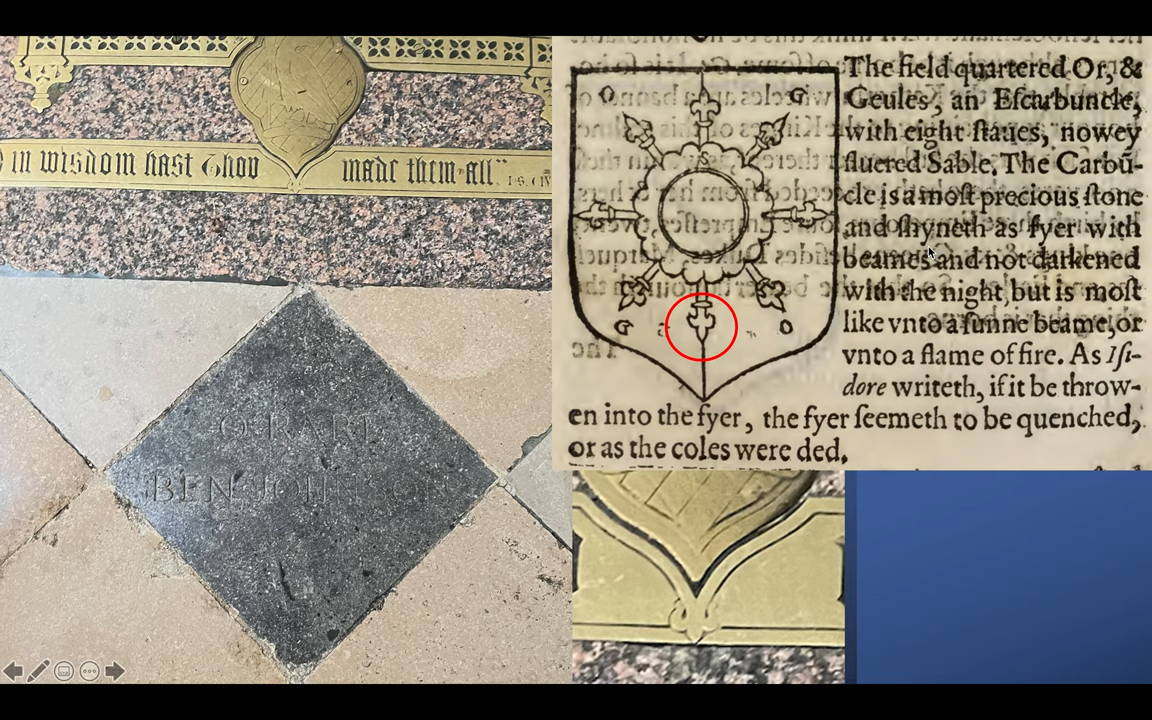 in wisdom hast Thou made them all"
O RARE
BEN JOHNSON
O G
G O
The field quartered Or, &
Geules, an Eſcarbuncle,
with eight ſtaues, nowey
fluered Sable. The Carbū-
cle is a moſt precious ſtone
and ſhyneth as fyer with
beames and not darkened
with the night, but is moſt
like vnto a ſunne beame, or
vnto a flame of fire. As Iſi-
dore writeth, if it be throw-
en into the fyer, the fyer ſeemeth to be quenched,
or as the coles were ded.